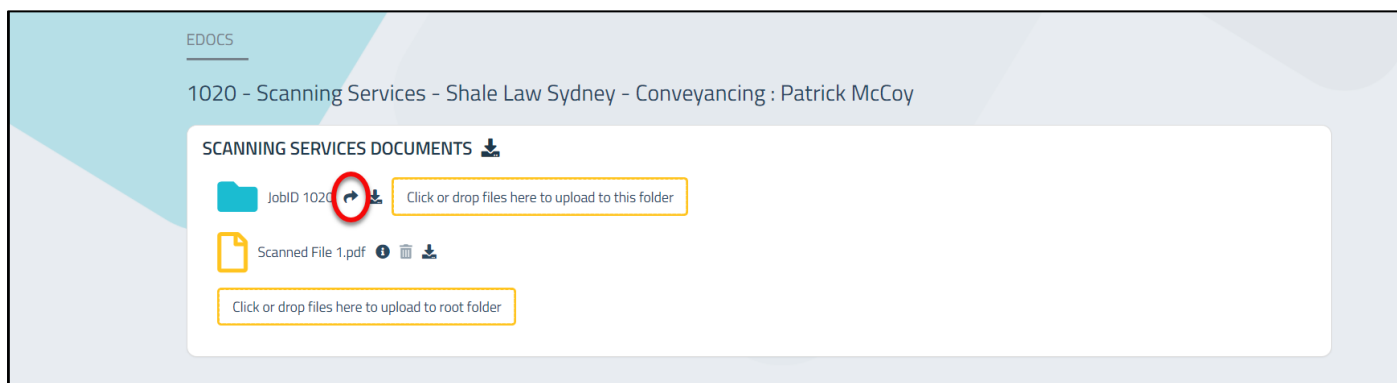 EDOCS
1020 - Scanning Services - Shale Law Sydney - Conveyancing : Patrick McCoy
SCANNING SERVICES DOCUMENTS
JobID 1020 Click or drop files here to upload to this folder
Scanned File 1.pdf
Click or drop files here to upload to root folder